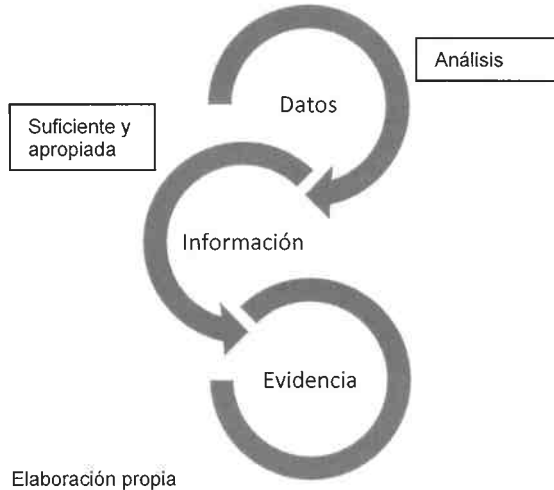 Análisis
Datos
Suficiente y
apropiada
Información
Evidencia
Elaboración propia